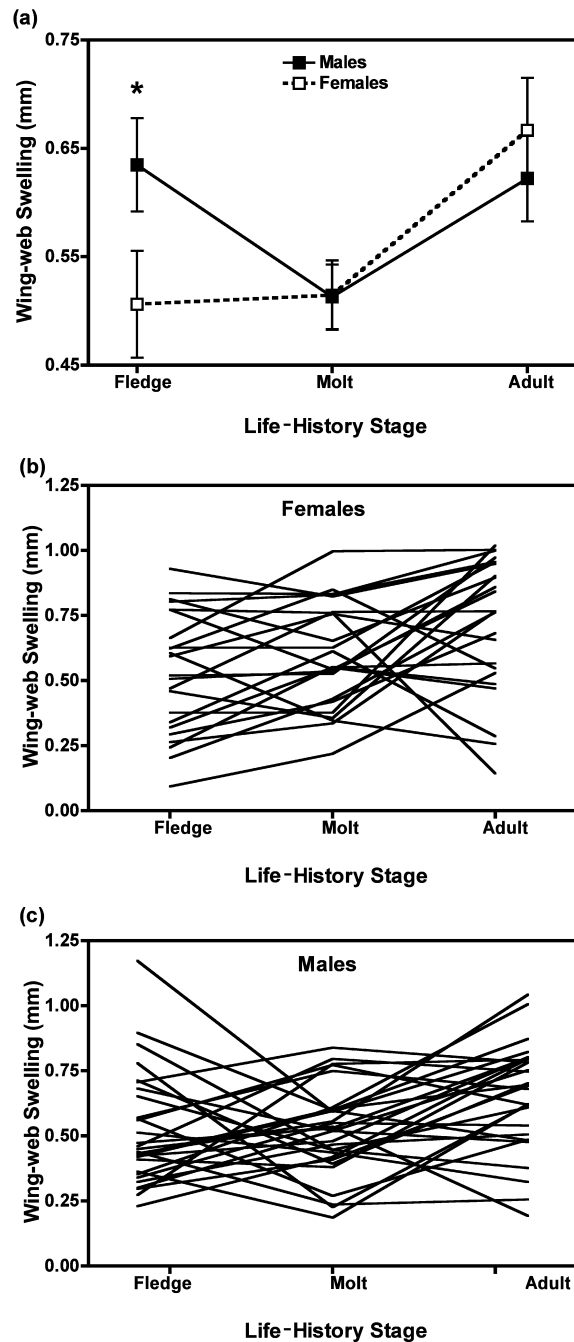 (a)
0.75
0.65
0.55
0.45
Wing-web Swelling (mm)
Males
Females
*
Fledge Molt Adult
Life-History Stage
(b)
1.25
1.00
0.75
0.50
0.25
0.00
Wing-web Swelling (mm)
Females
Fledge Molt Adult
Life-History Stage
(c)
1.25
1.00
0.75
0.50
0.25
0.00
Wing-web Swelling (mm)
Males
Fledge Molt Adult
Life-History Stage